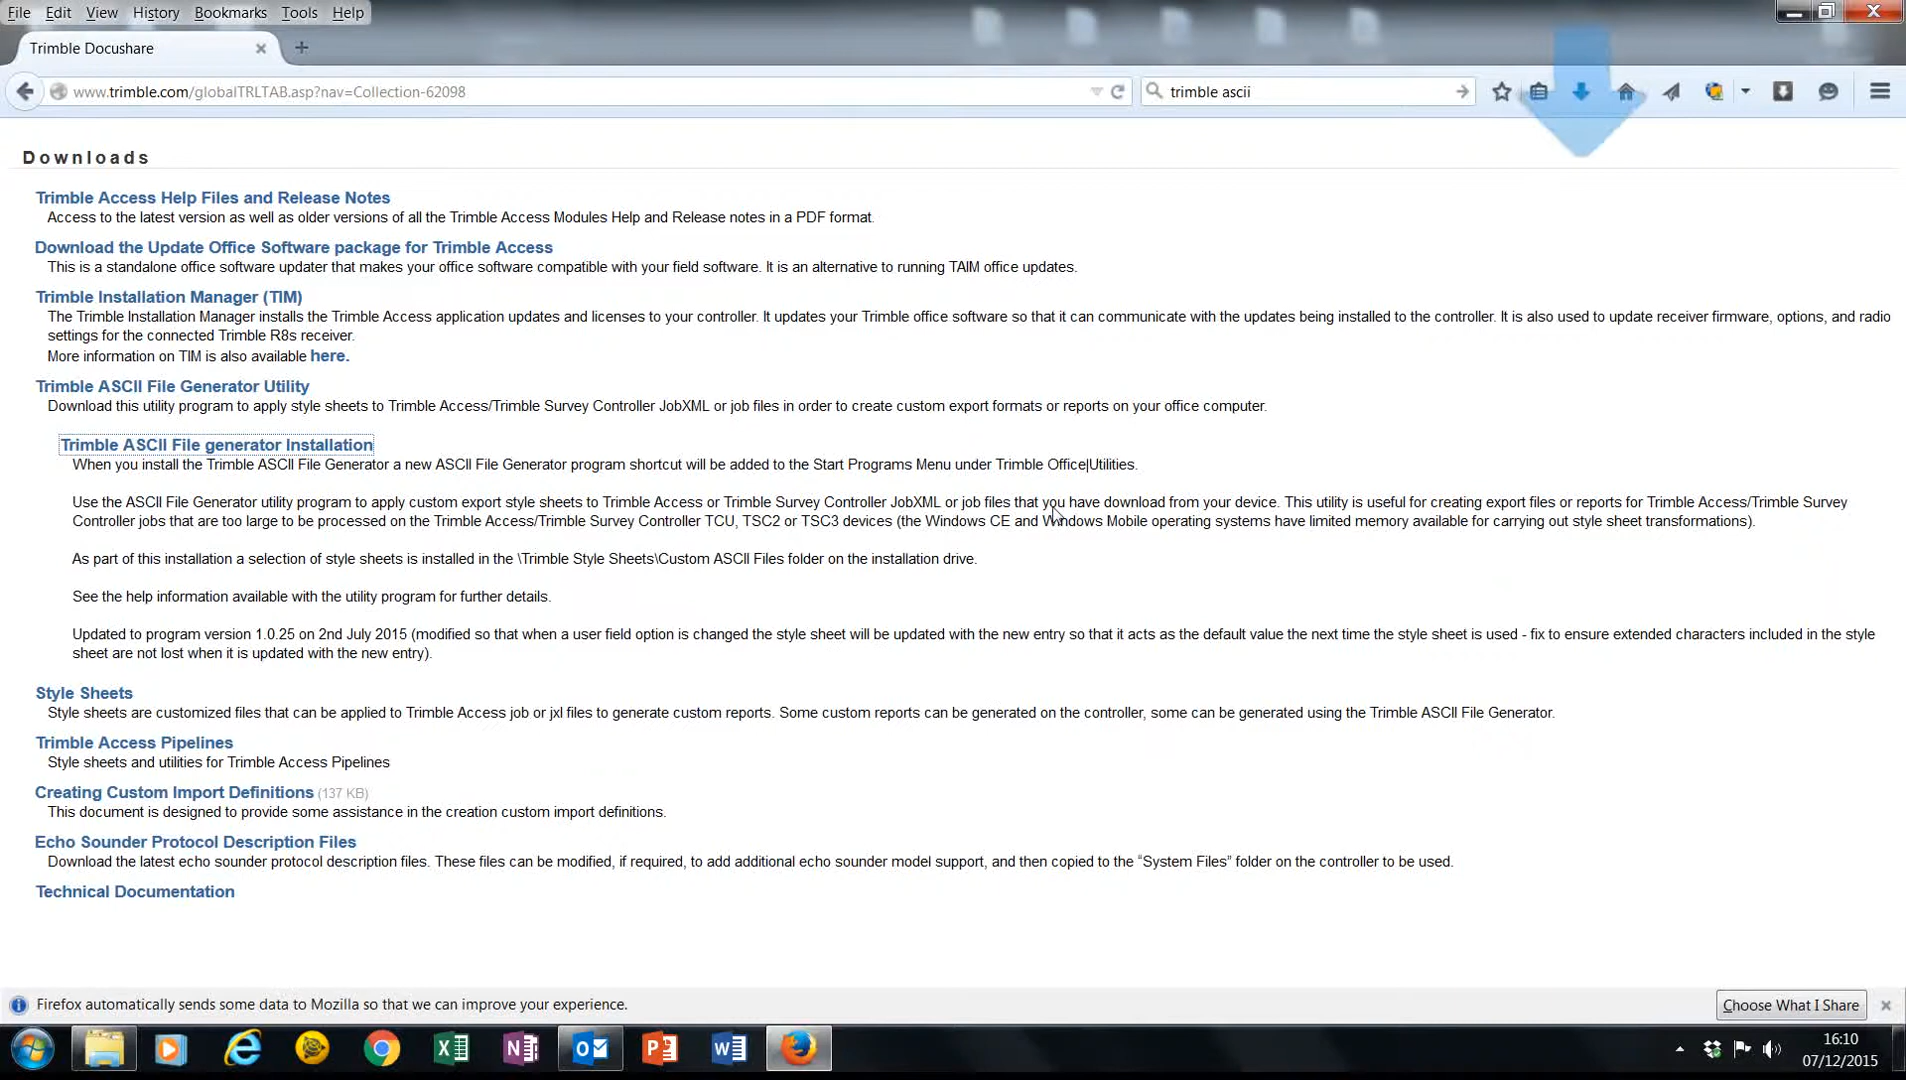 File Edit View History Bookmarks Tools Help
Trimble Docushare
www.trimble.com/globalTRLTAB.asp?nav=Collection-62098
trimble ascii
Downloads
Trimble Access Help Files and Release Notes
Access to the latest version as well as older versions of all the Trimble Access Modules Help and Release notes in a PDF format.
Download the Update Office Software package for Trimble Access
This is a standalone office software updater that makes your office software compatible with your field software. It is an alternative to running TAIM office updates.
Trimble Installation Manager (TIM)
The Trimble Installation Manager installs the Trimble Access application updates and licenses to your controller. It updates your Trimble office software so that it can communicate with the updates being installed to the controller. It is also used to update receiver firmware, options, and radio
settings for the connected Trimble R8s receiver.
More information on TIM is also available here.
Trimble ASCII File Generator Utility
Download this utility program to apply style sheets to Trimble Access/Trimble Survey Controller JobXML or job files in order to create custom export formats or reports on your office computer.
Trimble ASCII File generator Installation
When you install the Trimble ASCII File Generator a new ASCII File Generator program shortcut will be added to the Start Programs Menu under Trimble Office|Utilities.
Use the ASCII File Generator utility program to apply custom export style sheets to Trimble Access or Trimble Survey Controller JobXML or job files that you have download from your device. This utility is useful for creating export files or reports for Trimble Access/Trimble Survey
Controller jobs that are too large to be processed on the Trimble Access/Trimble Survey Controller TCU, TSC2 or TSC3 devices (the Windows CE and Windows Mobile operating systems have limited memory available for carrying out style sheet transformations).
As part of this installation a selection of style sheets is installed in the \Trimble Style Sheets\Custom ASCII Files folder on the installation drive.
See the help information available with the utility program for further details.
Updated to program version 1.0.25 on 2nd July 2015 (modified so that when a user field option is changed the style sheet will be updated with the new entry so that it acts as the default value the next time the style sheet is used - fix to ensure extended characters included in the style
sheet are not lost when it is updated with the new entry).
Style Sheets
Style sheets are customized files that can be applied to Trimble Access job or jxl files to generate custom reports. Some custom reports can be generated on the controller, some can be generated using the Trimble ASCII File Generator.
Trimble Access Pipelines
Style sheets and utilities for Trimble Access Pipelines
Creating Custom Import Definitions (137 KB)
This document is designed to provide some assistance in the creation custom import definitions.
Echo Sounder Protocol Description Files
Download the latest echo sounder protocol description files. These files can be modified, if required, to add additional echo sounder model support, and then copied to the “System Files” folder on the controller to be used.
Technical Documentation
Firefox automatically sends some data to Mozilla so that we can improve your experience.
Choose What I Share
16:10
07/12/2015